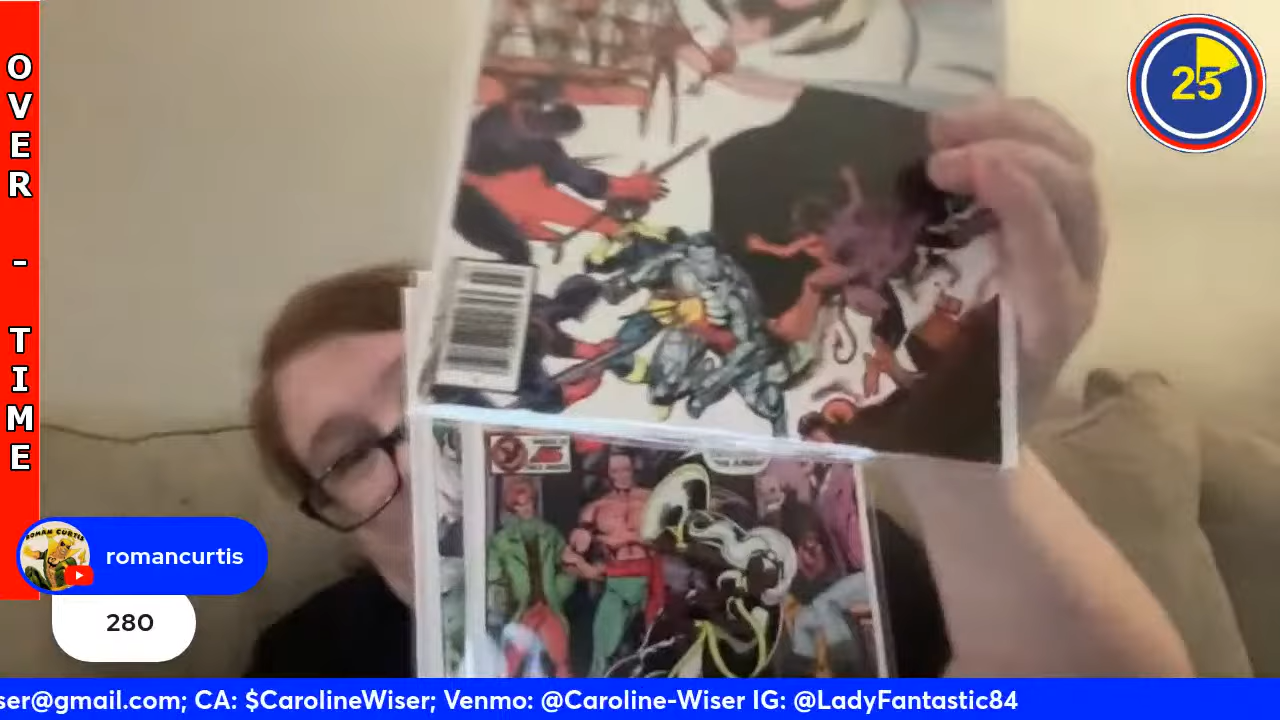 OVER - TIME
25
romancurtis
280
ser@gmail.com; CA: $CarolineWiser; Venmo: @Caroline-Wiser IG: @LadyFantastic84